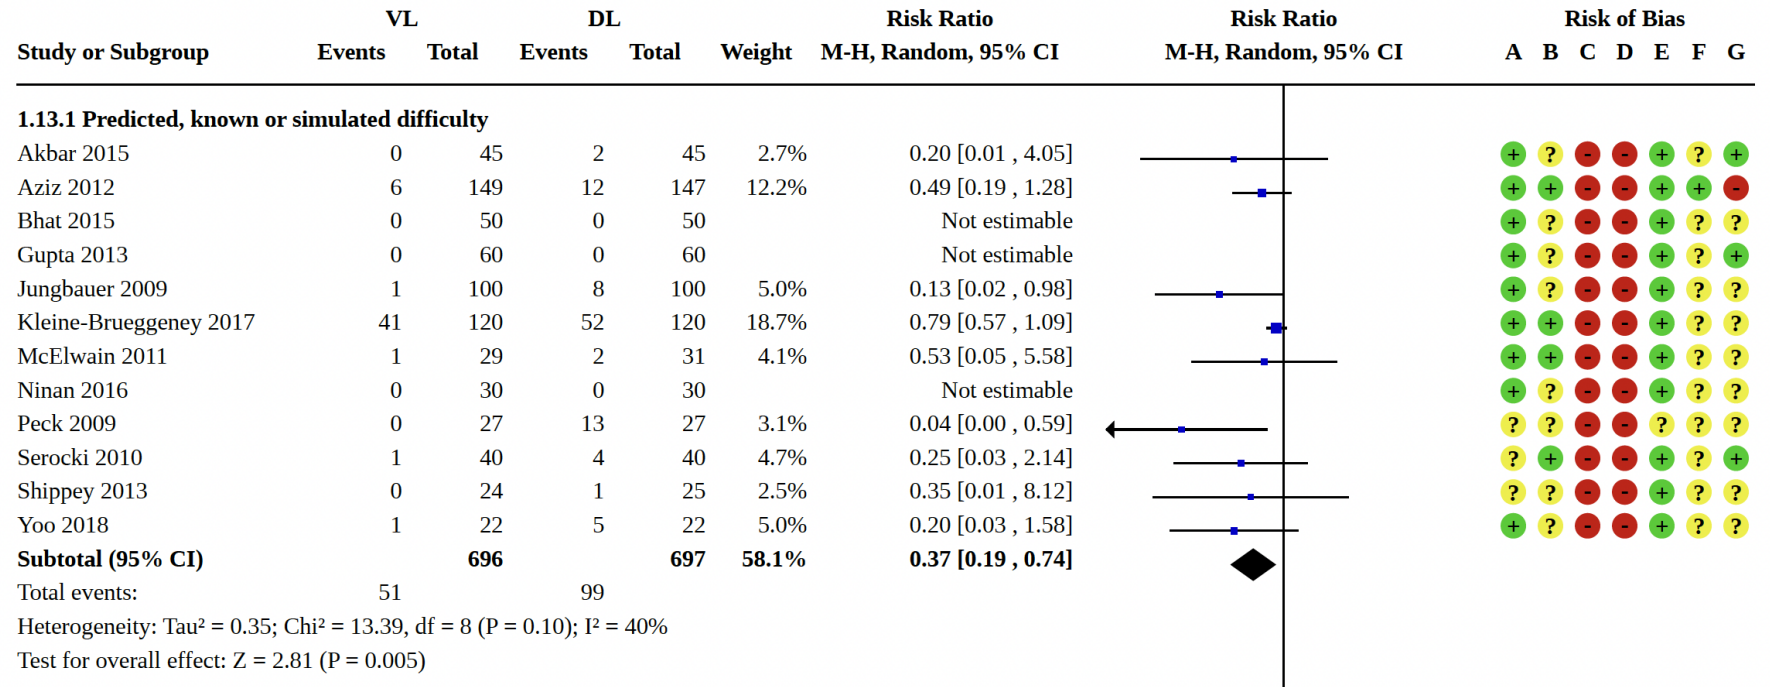 VL DL Risk Ratio Risk Ratio Risk of Bias
Study or Subgroup Events Total Events Total Weight M-H, Random, 95% CI M-H, Random, 95% CI A B C D E F G
1.13.1 Predicted, known or simulated difficulty
Akbar 2015 0 45 2 45 2.7% 0.20 [0.01 , 4.05] + ? - - + ? +
Aziz 2012 6 149 12 147 12.2% 0.49 [0.19 , 1.28] + + - - + + -
Bhat 2015 0 50 0 50 Not estimable + ? - - + ? ?
Gupta 2013 0 60 0 60 Not estimable + ? - - + ? +
Jungbauer 2009 1 100 8 100 5.0% 0.13 [0.02 , 0.98] + ? - - + ? ?
Kleine-Brueggeney 2017 41 120 52 120 18.7% 0.79 [0.57 , 1.09] + + - - + ? ?
McElwain 2011 1 29 2 31 4.1% 0.53 [0.05 , 5.58] + + - - + ? ?
Ninan 2016 0 30 0 30 Not estimable + ? - - + ? ?
Peck 2009 0 27 13 27 3.1% 0.04 [0.00 , 0.59] ? ? - - ? ? ?
Serocki 2010 1 40 4 40 4.7% 0.25 [0.03 , 2.14] ? + - - + ? +
Shippey 2013 0 24 1 25 2.5% 0.35 [0.01 , 8.12] ? ? - - + ? ?
Yoo 2018 1 22 5 22 5.0% 0.20 [0.03 , 1.58] + ? - - + ? ?
Subtotal (95% CI) 696 697 58.1% 0.37 [0.19 , 0.74]
Total events: 51 99
Heterogeneity: Tau² = 0.35; Chi² = 13.39, df = 8 (P = 0.10); I² = 40%
Test for overall effect: Z = 2.81 (P = 0.005)